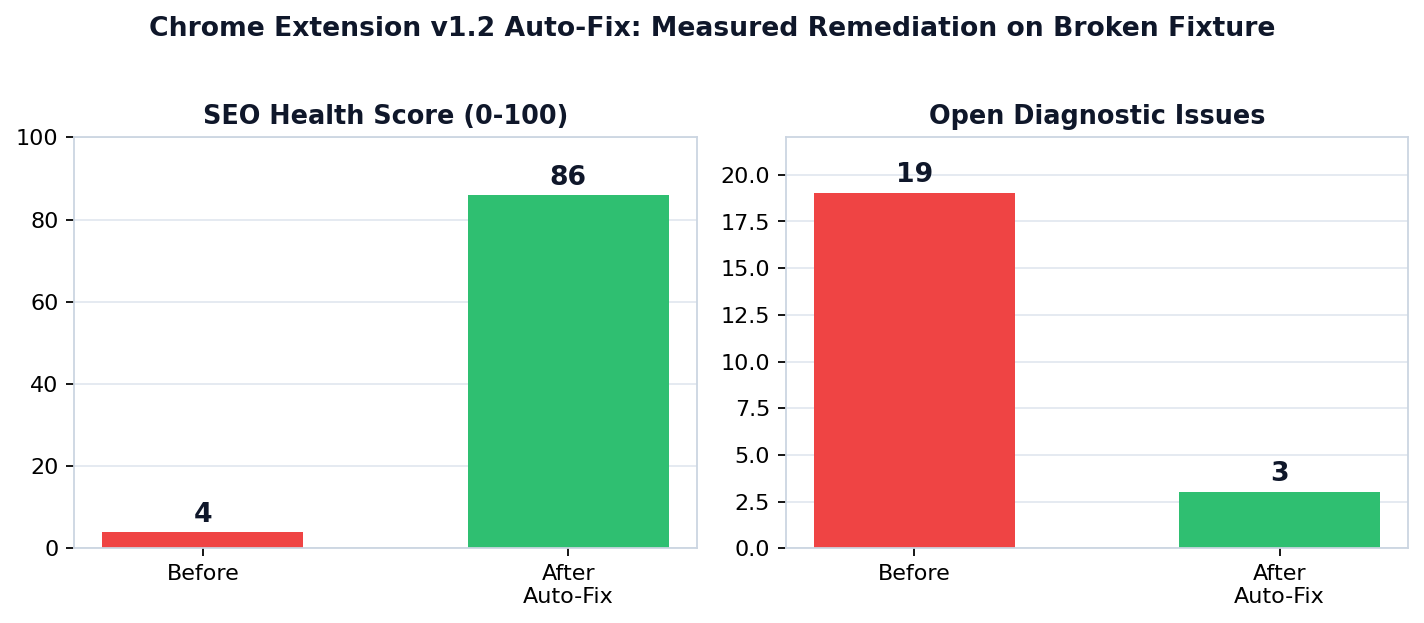 Chrome Extension v1.2 Auto-Fix: Measured Remediation on Broken Fixture
SEO Health Score (0-100)
100
80
60
40
20
0
4
86
Before
After
Auto-Fix
Open Diagnostic Issues
20.0
17.5
15.0
12.5
10.0
7.5
5.0
2.5
0.0
19
3
Before
After
Auto-Fix